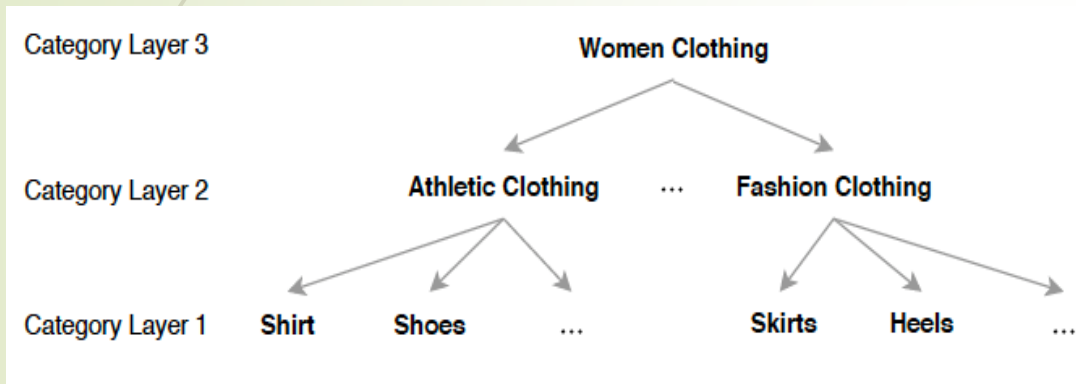 Category Layer 3 Women Clothing
Category Layer 2 Athletic Clothing ... Fashion Clothing
Category Layer 1 Shirt Shoes ... Skirts Heels ...